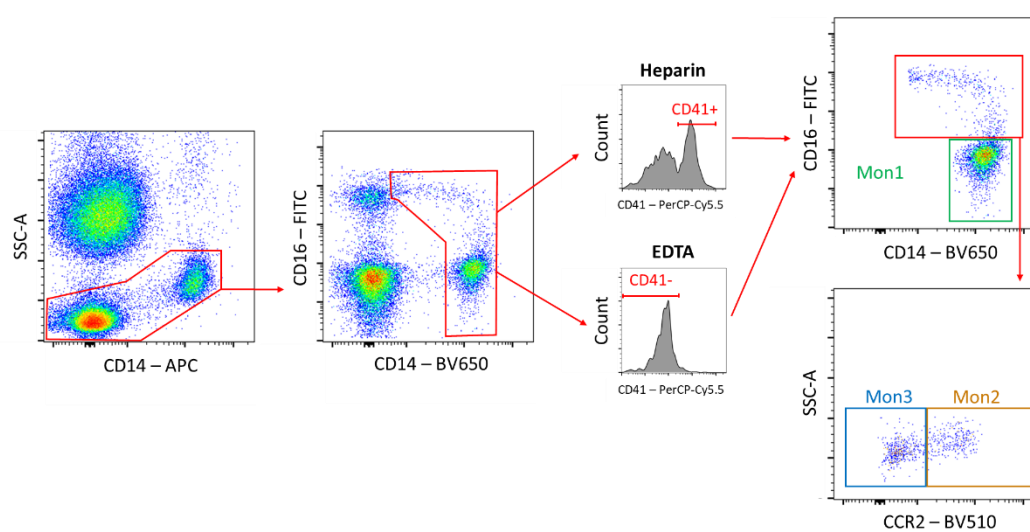 SSC-A
CD14 – APC
CD16 – FITC
CD14 – BV650
Heparin
CD41+
Count
CD41 – PerCP-Cy5.5
EDTA
CD41-
Count
CD41 – PerCP-Cy5.5
CD16 – FITC
Mon1
CD14 – BV650
SSC-A
Mon3
Mon2
CCR2 – BV510